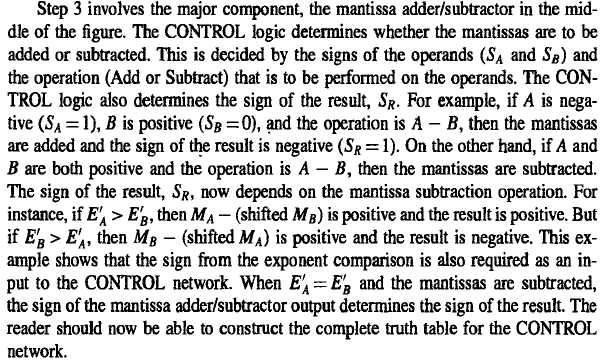 Step 3 involves the major component, the mantissa adder/subtractor in the mid-
dle of the figure. The CONTROL logic determines whether the mantissas are to be
added or subtracted. This is decided by the signs of the operands (S_A and S_B) and
the operation (Add or Subtract) that is to be performed on the operands. The CON-
TROL logic also determines the sign of the result, S_R. For example, if A is nega-
tive (S_A = 1), B is positive (S_B = 0), and the operation is A − B, then the mantissas
are added and the sign of the result is negative (S_R = 1). On the other hand, if A and
B are both positive and the operation is A − B, then the mantissas are subtracted.
The sign of the result, S_R, now depends on the mantissa subtraction operation. For
instance, if E′_A > E′_B, then M_A − (shifted M_B) is positive and the result is positive. But
if E′_B > E′_A, then M_B − (shifted M_A) is positive and the result is negative. This ex-
ample shows that the sign from the exponent comparison is also required as an in-
put to the CONTROL network. When E′_A = E′_B and the mantissas are subtracted,
the sign of the mantissa adder/subtractor output determines the sign of the result. The
reader should now be able to construct the complete truth table for the CONTROL
network.